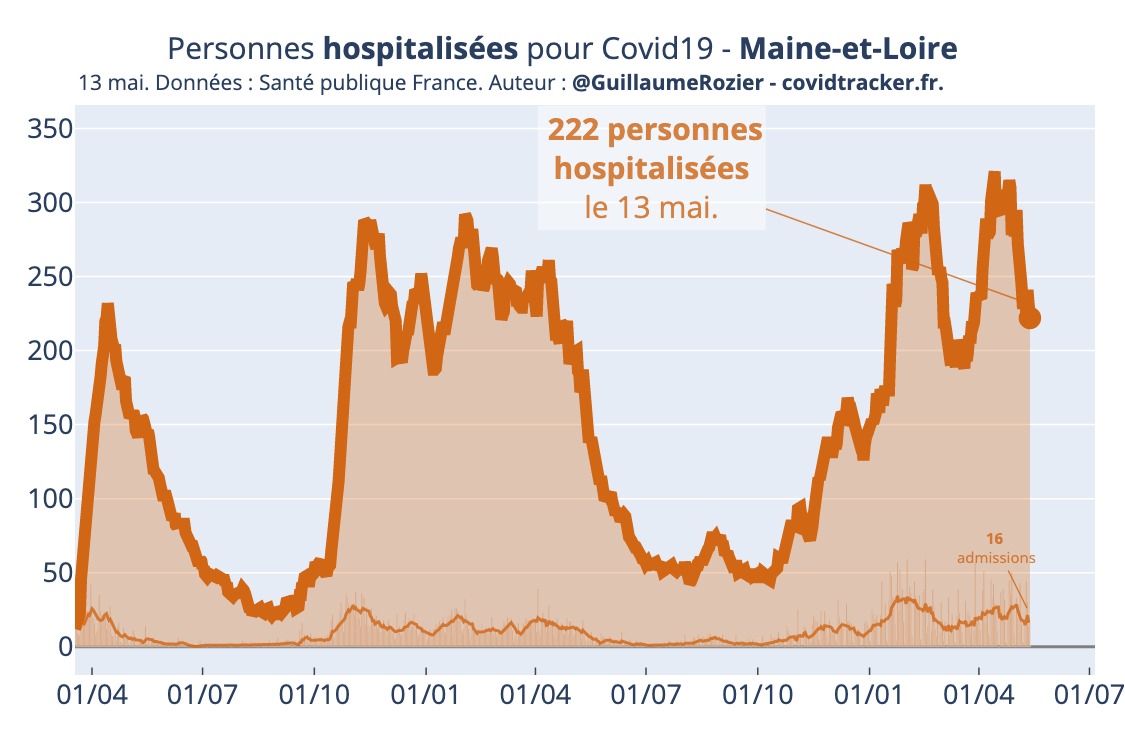 Personnes hospitalisées pour Covid19 - Maine-et-Loire
13 mai. Données : Santé publique France. Auteur : @GuillaumeRozier - covidtracker.fr.
222 personnes
hospitalisées
le 13 mai.
350
300
250
200
150
100
50
0
16
admissions
01/04 01/07 01/10 01/01 01/04 01/07 01/10 01/01 01/04 01/07